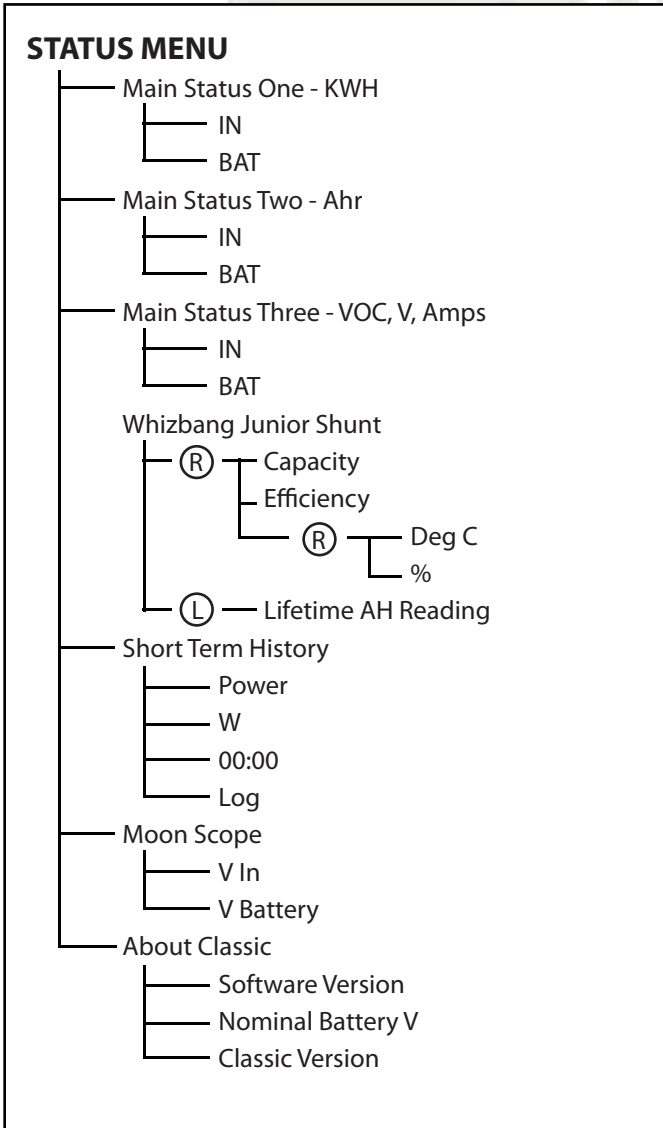 STATUS MENU
Main Status One - KWH
IN
BAT
Main Status Two - Ahr
IN
BAT
Main Status Three - VOC, V, Amps
IN
BAT
Whizbang Junior Shunt
R Capacity
Efficiency
R Deg C
%
L Lifetime AH Reading
Short Term History
Power
W
00:00
Log
Moon Scope
V In
V Battery
About Classic
Software Version
Nominal Battery V
Classic Version